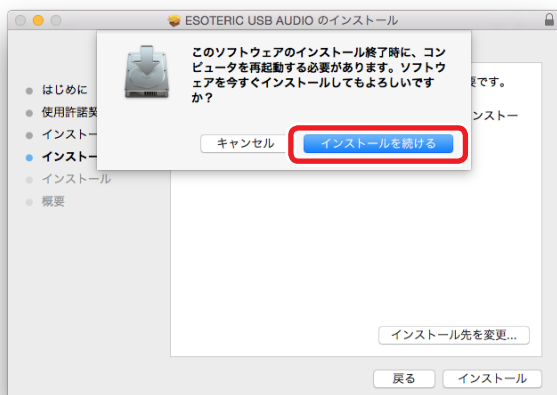 ESOTERIC USB AUDIO のインストール
このソフトウェアのインストール終了時に、コン
ピュータを再起動する必要があります。ソフトウ
ェアを今すぐインストールしてもよろしいです
か？
キャンセル
インストールを続ける
はじめに
使用許諾契
インストー
インストー
インストール
概要
要です。
ンストー
インストール先を変更...
戻る
インストール